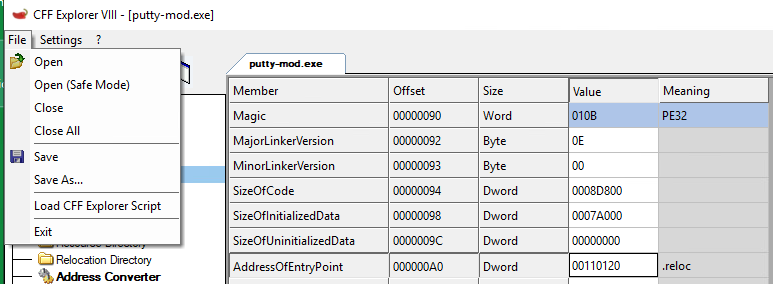 CFF Explorer VIII - [putty-mod.exe]
File Settings ?
Open
Open (Safe Mode)
Close
Close All
Save
Save As...
Load CFF Explorer Script
Exit
Relocation Directory
Address Converter
putty-mod.exe
Member Offset Size Value Meaning
Magic 00000090 Word 010B PE32
MajorLinkerVersion 00000092 Byte 0E
MinorLinkerVersion 00000093 Byte 00
SizeOfCode 00000094 Dword 0008D800
SizeOfInitializedData 00000098 Dword 0007A000
SizeOfUninitializedData 0000009C Dword 00000000
AddressOfEntryPoint 000000A0 Dword 00110120 .reloc